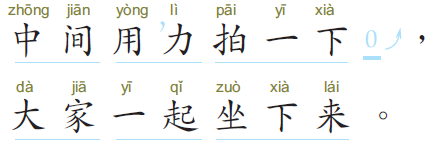 zhōng jiān yòng lì pāi yī xià
中间用力拍一下 0，
dà jiā yī qǐ zuò xià lái
大家一起坐下来。